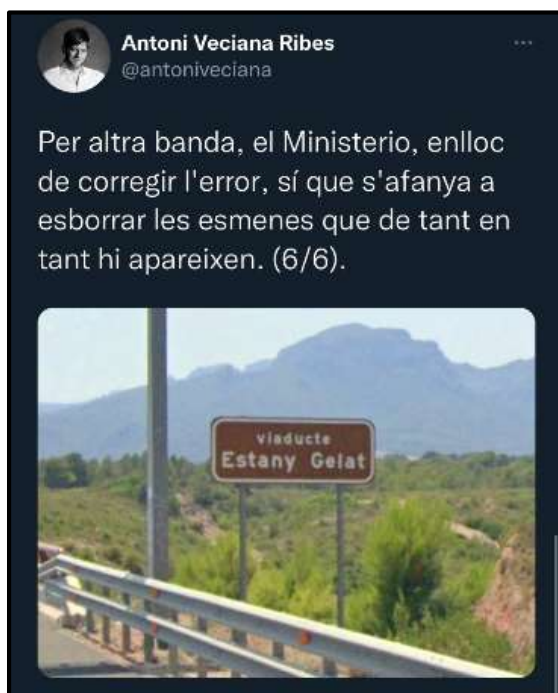 Antoni Veciana Ribes
@antoniveciana
Per altra banda, el Ministerio, enlloc
de corregir l'error, sí que s'afanya a
esborrar les esmenes que de tant en
tant hi apareixen. (6/6).
viaducte
Estany Gelat